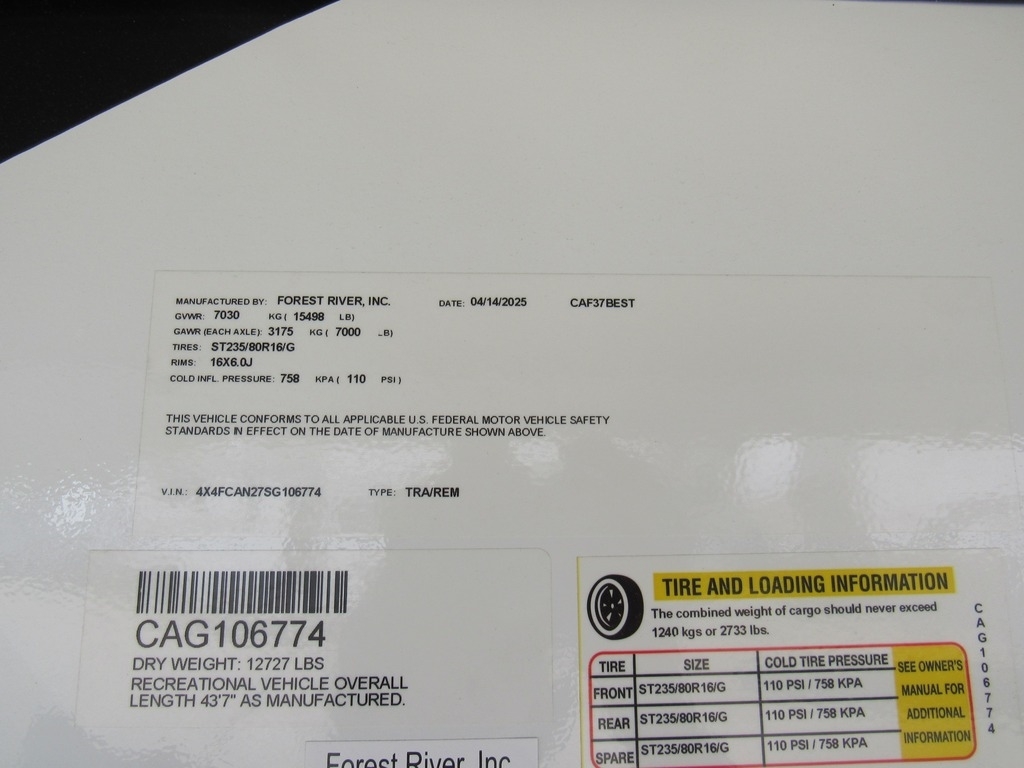 MANUFACTURED BY: FOREST RIVER, INC. DATE: 04/14/2025 CAF37BEST
GVWR: 7030 KG ( 15498 LB)
GAWR (EACH AXLE): 3175 KG ( 7000 LB)
TIRES: ST235/80R16/G
RIMS: 16X6.0J
COLD INFL. PRESSURE: 758 KPA ( 110 PSI )
THIS VEHICLE CONFORMS TO ALL APPLICABLE U.S. FEDERAL MOTOR VEHICLE SAFETY
STANDARDS IN EFFECT ON THE DATE OF MANUFACTURE SHOWN ABOVE.
V.I.N.: 4X4FCAN27SG106774 TYPE: TRA/REM
CAG106774
DRY WEIGHT: 12727 LBS
RECREATIONAL VEHICLE OVERALL
LENGTH 43'7" AS MANUFACTURED.
Forest River, Inc.
TIRE AND LOADING INFORMATION
The combined weight of cargo should never exceed
1240 kgs or 2733 lbs.
TIRE SIZE COLD TIRE PRESSURE
FRONT ST235/80R16/G 110 PSI / 758 KPA
REAR ST235/80R16/G 110 PSI / 758 KPA
SPARE ST235/80R16/G 110 PSI / 758 KPA
SEE OWNER'S
MANUAL FOR
ADDITIONAL
INFORMATION
CAG106774